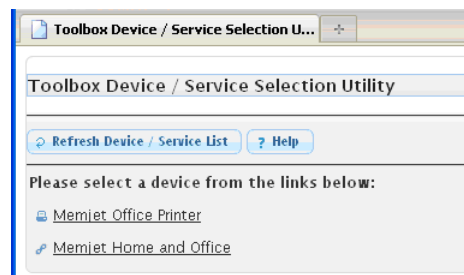 Toolbox Device / Service Selection U...
Toolbox Device / Service Selection Utility
Refresh Device / Service List ? Help
Please select a device from the links below:
Memjet Office Printer
Memjet Home and Office